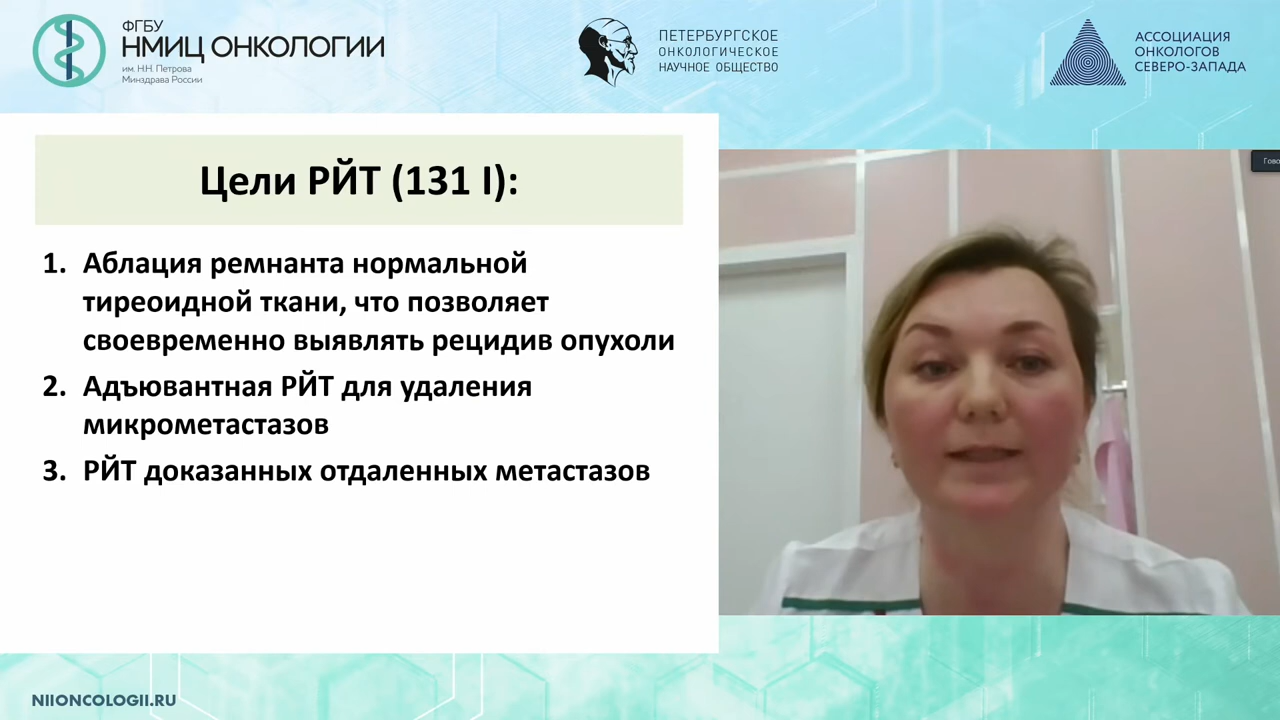 ФГБУ
НМИЦ ОНКОЛОГИИ
им. Н.Н. Петрова
Минздрава России
ПЕТЕРБУРГСКОЕ
ОНКОЛОГИЧЕСКОЕ
НАУЧНОЕ ОБЩЕСТВО
АССОЦИАЦИЯ
ОНКОЛОГОВ
СЕВЕРО-ЗАПАДА
Цели РЙТ (131 I):
1. Аблация ремнанта нормальной
тиреоидной ткани, что позволяет
своевременно выявлять рецидив опухоли
2. Адъювантная РЙТ для удаления
микрометастазов
3. РЙТ доказанных отдаленных метастазов
Гово
NIIONCOLOGII.RU